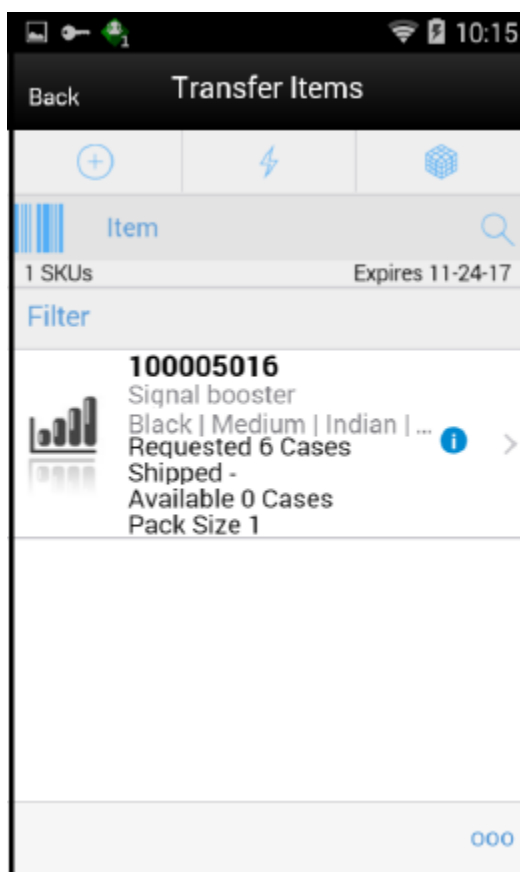 10:15
Back
Transfer Items
Item
1 SKUs
Expires 11-24-17
Filter
100005016
Signal booster
Black | Medium | Indian | ...
Requested 6 Cases
Shipped -
Available 0 Cases
Pack Size 1
ooo